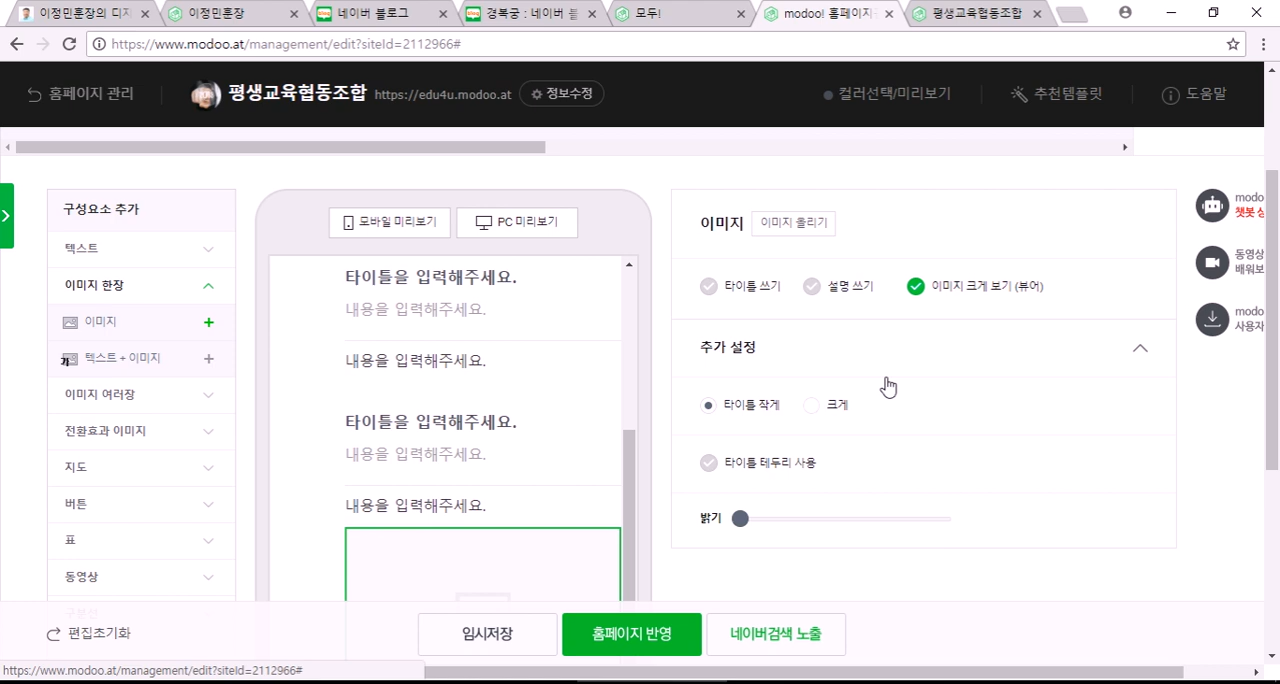 이정민훈장의 디지
이정민훈장
네이버 블로그
경복궁 : 네이버 블
모두!
modoo! 홈페이지
평생교육협동조합
https://www.modoo.at/management/edit?siteId=2112966#
홈페이지 관리
평생교육협동조합 https://edu4u.modoo.at 정보수정
컬러선택/미리보기
추천템플릿
도움말
구성요소 추가
텍스트
이미지 한장
이미지
텍스트 + 이미지
이미지 여러장
전환효과 이미지
지도
버튼
표
동영상
구분선
편집초기화
모바일 미리보기
PC 미리보기
타이틀을 입력해주세요.
내용을 입력해주세요.
내용을 입력해주세요.
타이틀을 입력해주세요.
내용을 입력해주세요.
내용을 입력해주세요.
이미지 이미지 올리기
타이틀 쓰기 설명 쓰기 이미지 크게 보기 (뷰어)
추가 설정
타이틀 작게 크게
타이틀 테두리 사용
밝기
modo
챗봇 상
동영상
배워보
modo
사용자
임시저장
홈페이지 반영
네이버검색 노출
https://www.modoo.at/management/edit?siteId=2112966#